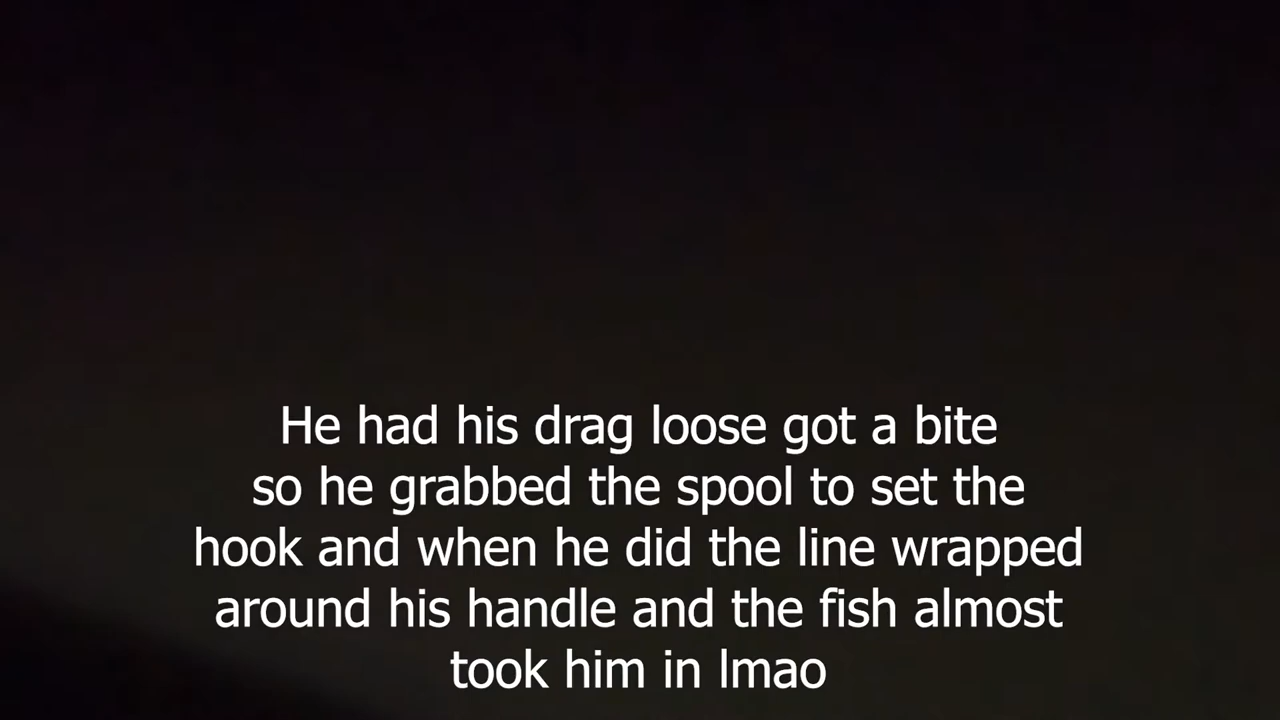 He had his drag loose got a bite
so he grabbed the spool to set the
hook and when he did the line wrapped
around his handle and the fish almost
took him in lmao